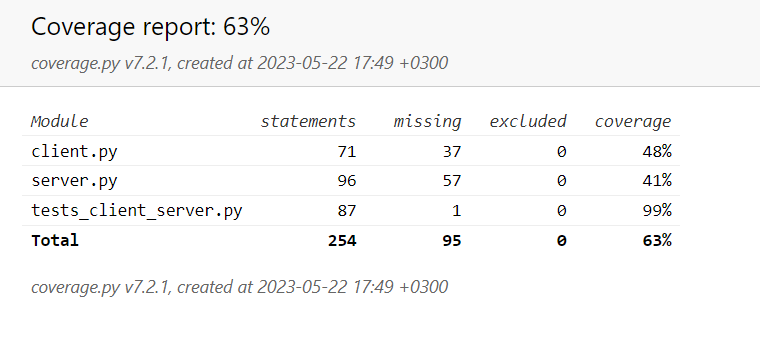 Coverage report: 63%
coverage.py v7.2.1, created at 2023-05-22 17:49 +0300
Module statements missing excluded coverage
client.py 71 37 0 48%
server.py 96 57 0 41%
tests_client_server.py 87 1 0 99%
Total 254 95 0 63%
coverage.py v7.2.1, created at 2023-05-22 17:49 +0300